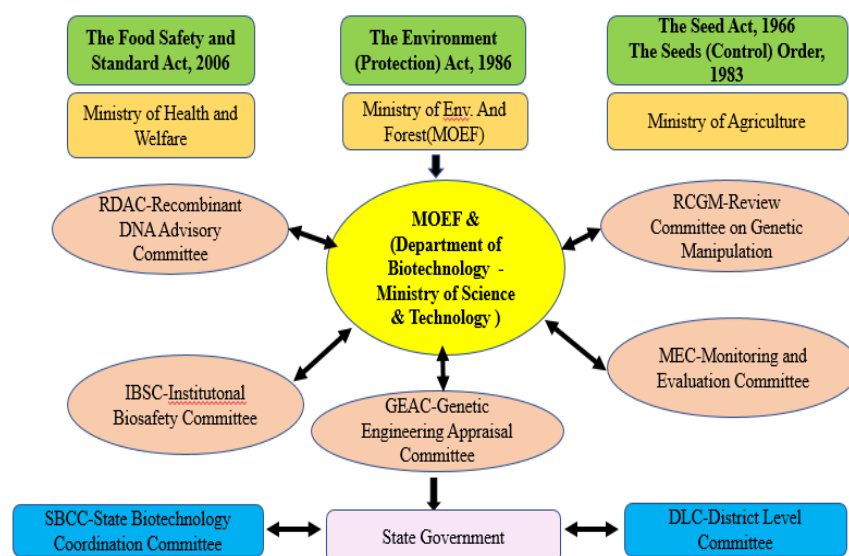 The Food Safety and
Standard Act, 2006
The Environment
(Protection) Act, 1986
The Seed Act, 1966
The Seeds (Control) Order,
1983
Ministry of Health and
Welfare
Ministry of Env. And
Forest(MOEF)
Ministry of Agriculture
RDAC-Recombinant
DNA Advisory
Committee
MOEF &
(Department of
Biotechnology -
Ministry of Science
& Technology )
RCGM-Review
Committee on Genetic
Manipulation
IBSC-Institutonal
Biosafety Committee
GEAC-Genetic
Engineering Appraisal
Committee
MEC-Monitoring and
Evaluation Committee
SBCC-State Biotechnology
Coordination Committee
State Government
DLC-District Level
Committee